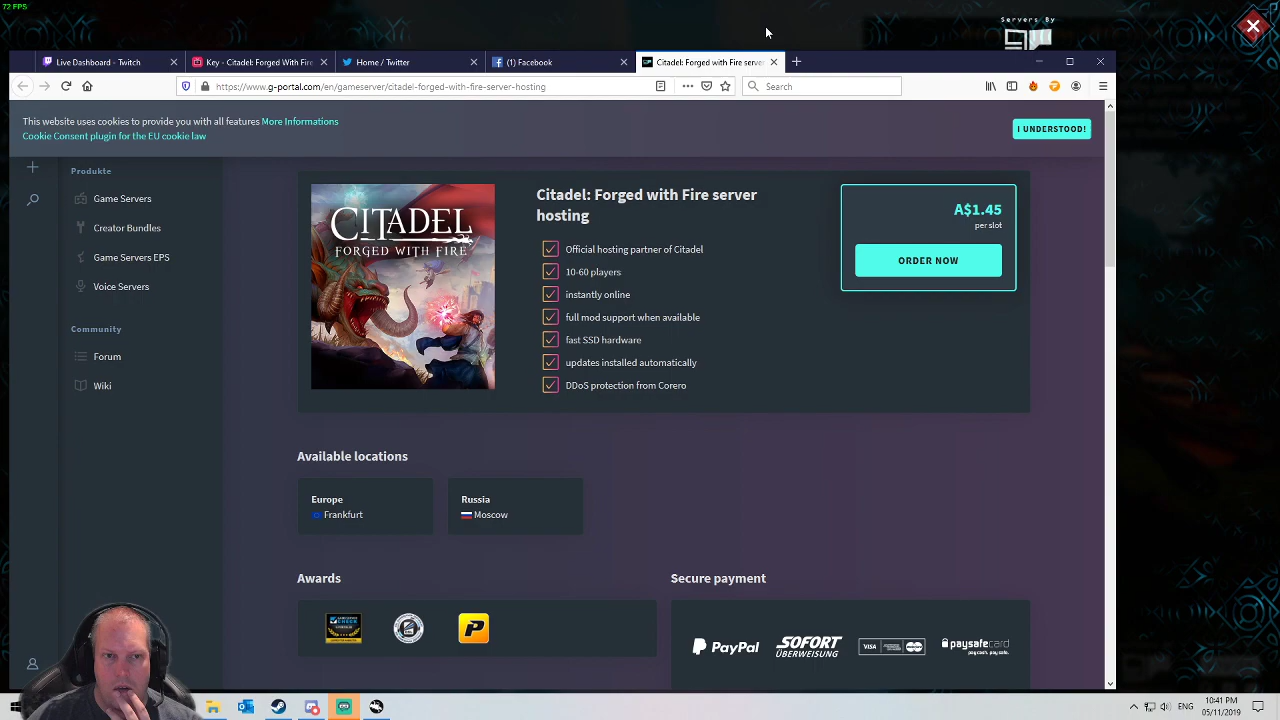 72 FPS
Servers By
Live Dashboard - Twitch
Key - Citadel: Forged with Fire
Home / Twitter
(1) Facebook
Citadel: Forged with Fire server
https://www.g-portal.com/en/gameserver/citadel-forged-with-fire-server-hosting
Search
This website uses cookies to provide you with all features More Informations
Cookie Consent plugin for the EU cookie law
I UNDERSTOOD!
Produkte
Game Servers
Creator Bundles
Game Servers EPS
Voice Servers
Community
Forum
Wiki
CITADEL
FORGED WITH FIRE
Citadel: Forged with Fire server
hosting
Official hosting partner of Citadel
10-60 players
instantly online
full mod support when available
fast SSD hardware
updates installed automatically
DDoS protection from Corero
A$1.45
per slot
ORDER NOW
Available locations
Europe
Frankfurt
Russia
Moscow
Awards
Secure payment
PayPal
SOFORT
ÜBERWEISUNG
VISA
paysafecard
pay cash. pay safe.
ENG
10:41 PM
05/11/2019